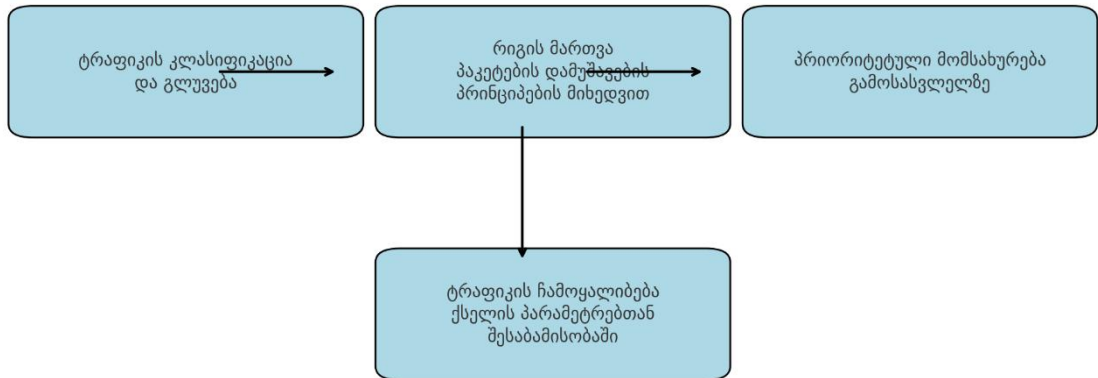 ტრაფიკის კლასიფიკაცია
და გლუვება
რიგის მართვა
პაკეტების დამუშავების
პრინციპების მიხედვით
პრიორიტეტული მომსახურება
გამოსასვლელზე
ტრაფიკის ჩამოყალიბება
ქსელის პარამეტრებთან
შესაბამისობაში